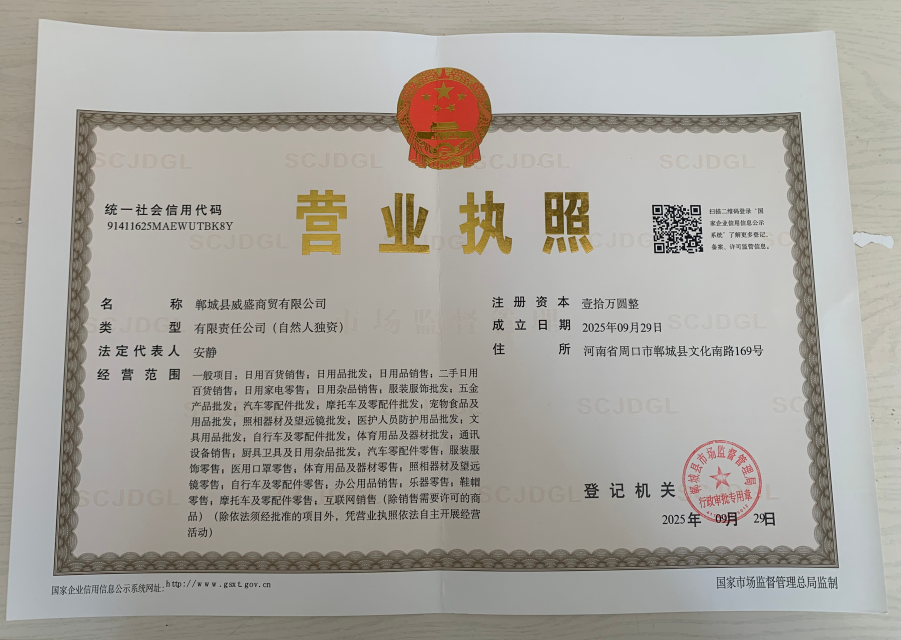 SCJDGL SCJDGL SCJDGL SCJDGL
营业执照
统一社会信用代码
91411625MAEWUTBK8Y
扫描二维码登录“国
家企业信用信息公示
系统”了解更多登记、
备案、许可监管信息。
名称 郸城县威盛商贸有限公司
类型 有限责任公司（自然人独资）
法定代表人 安静
经营范围 一般项目：日用百货销售；日用品批发；日用品销售；二手日用
百货销售；日用家电零售；日用杂品销售；服装服饰批发；五金
产品批发；汽车零配件批发；摩托车及零配件批发；宠物食品及
用品批发；照相器材及望远镜批发；医护人员防护用品批发；文
具用品批发；自行车及零配件批发；体育用品及器材批发；通讯
设备销售；厨具卫具及日用杂品批发；汽车零配件零售；服装服
饰零售；医用口罩零售；体育用品及器材零售；照相器材及望远
镜零售；自行车及零配件零售；办公用品销售；乐器零售；鞋帽
零售；摩托车及零配件零售；互联网销售（除销售需要许可的商
品）（除依法须经批准的项目外，凭营业执照依法自主开展经营
活动）
注册资本 壹拾万圆整
成立日期 2025年09月29日
住所 河南省周口市郸城县文化南路169号
登记机关
郸城县市场监督管理局
行政审批专用章
2025年 09月 29日
国家企业信用信息公示系统网址：http://www.gsxt.gov.cn
国家市场监督管理总局监制